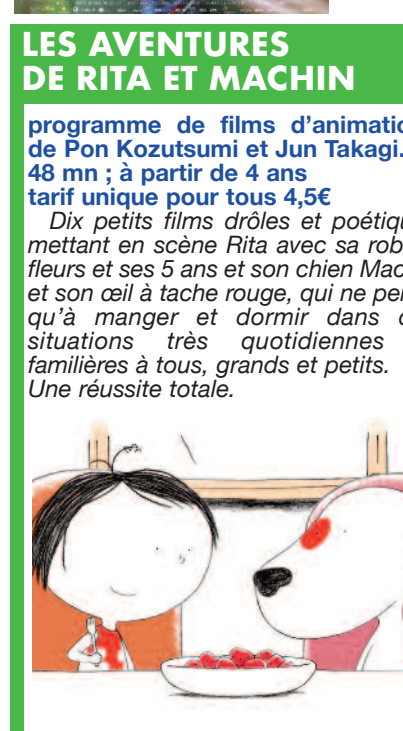 LES AVENTURES
DE RITA ET MACHIN
programme de films d'animatio
de Pon Kozutsumi et Jun Takagi.
48 mn ; à partir de 4 ans
tarif unique pour tous 4,5€
Dix petits films drôles et poétiqu
mettant en scène Rita avec sa rob
fleurs et ses 5 ans et son chien Mac
et son œil à tache rouge, qui ne pen
qu'à manger et dormir dans d
situations très quotidiennes
familières à tous, grands et petits.
Une réussite totale.